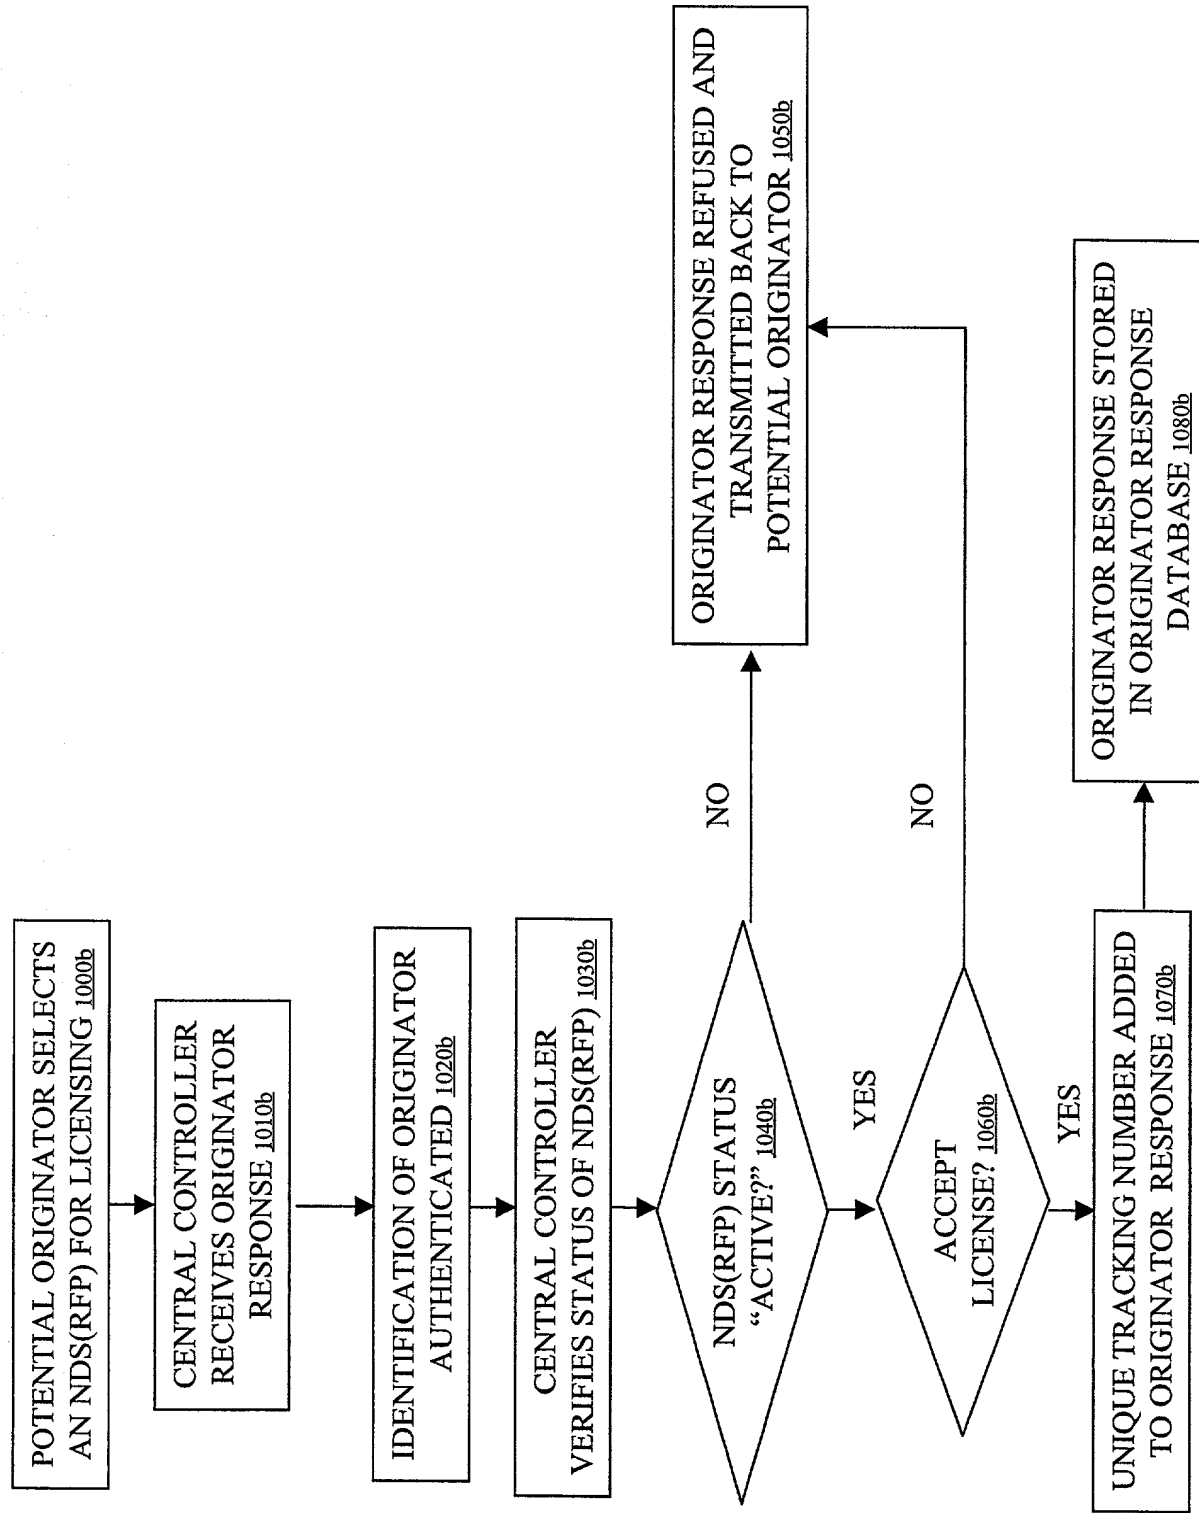 POTENTIAL ORIGINATOR SELECTS
AN NDS(RFP) FOR LICENSING 1000b
CENTRAL CONTROLLER
RECEIVES ORIGINATOR
RESPONSE 1010b
IDENTIFICATION OF ORIGINATOR
AUTHENTICATED 1020b
CENTRAL CONTROLLER
VERIFIES STATUS OF NDS(RFP) 1030b
NDS(RFP) STATUS
“ACTIVE?” 1040b
NO
ORIGINATOR RESPONSE REFUSED AND
TRANSMITTED BACK TO
POTENTIAL ORIGINATOR 1050b
YES
ACCEPT
LICENSE? 1060b
NO
YES
UNIQUE TRACKING NUMBER ADDED
TO ORIGINATOR RESPONSE 1070b
ORIGINATOR RESPONSE STORED
IN ORIGINATOR RESPONSE
DATABASE 1080b